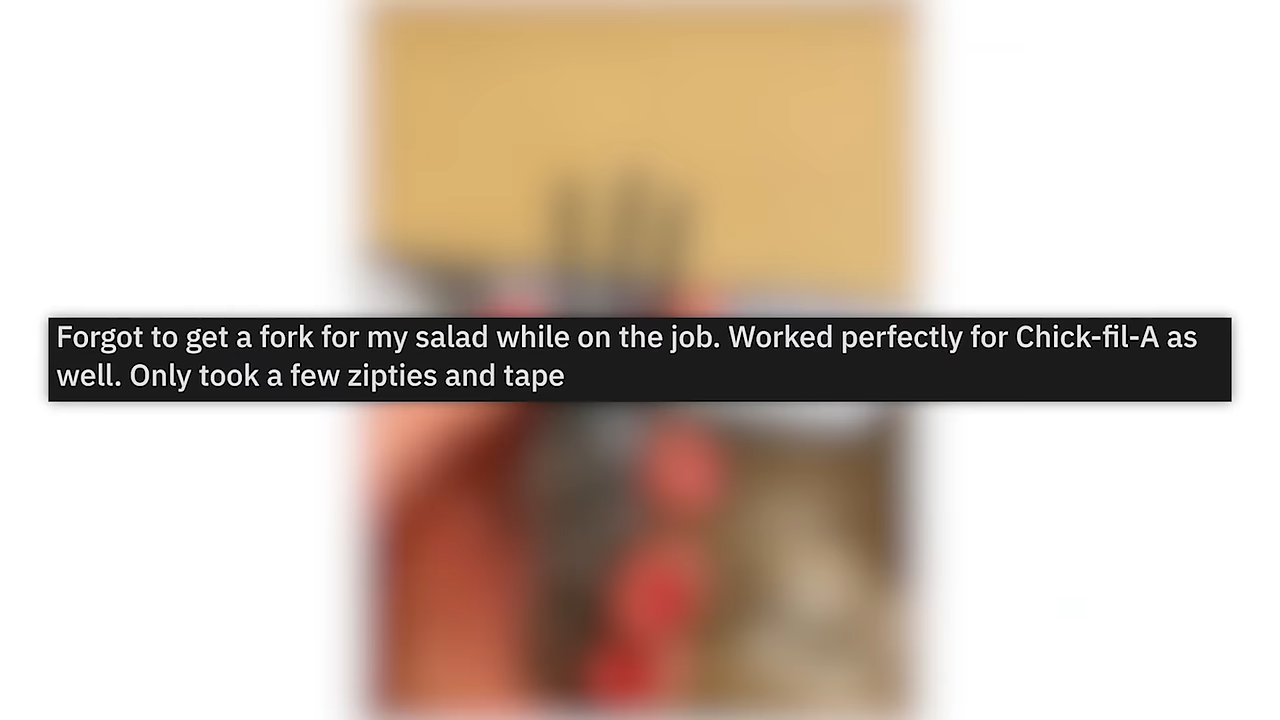 Forgot to get a fork for my salad while on the job. Worked perfectly for Chick-fil-A as
well. Only took a few zipties and tape